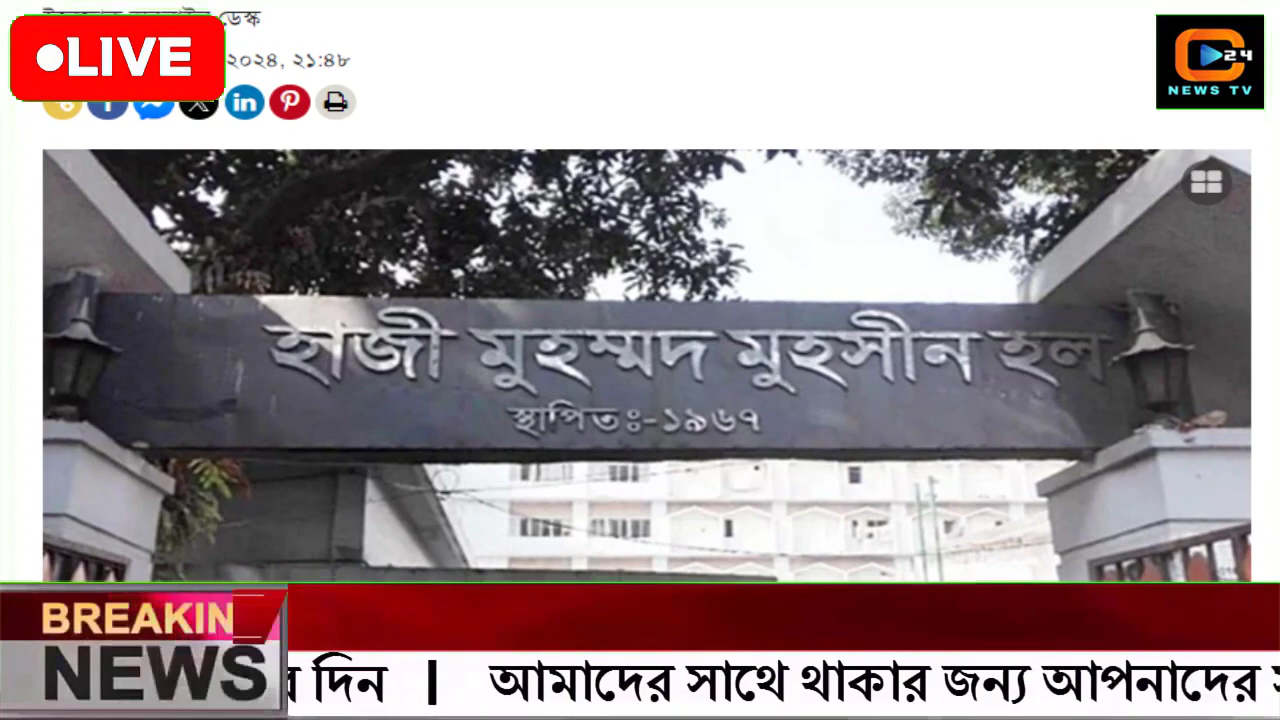 ডেস্ক
LIVE
২০২৪, ২১:৪৮
24
NEWS TV
হাজী মুহম্মদ মুহসীন হল
স্থাপিতঃ-১৯৬৭
BREAKIN
NEWS
দিন | আমাদের সাথে থাকার জন্য আপনাদের